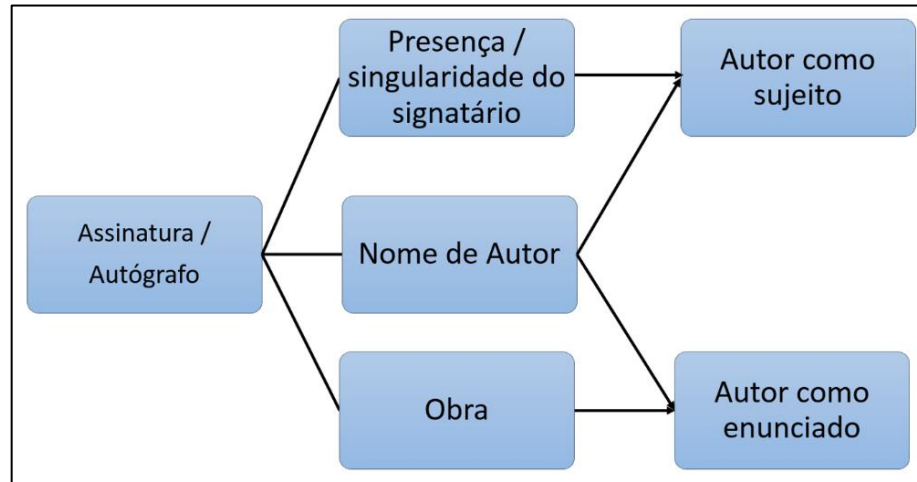 Presença /
singularidade do
signatário
Autor como
sujeito
Assinatura /
Autógrafo
Nome de Autor
Obra
Autor como
enunciado